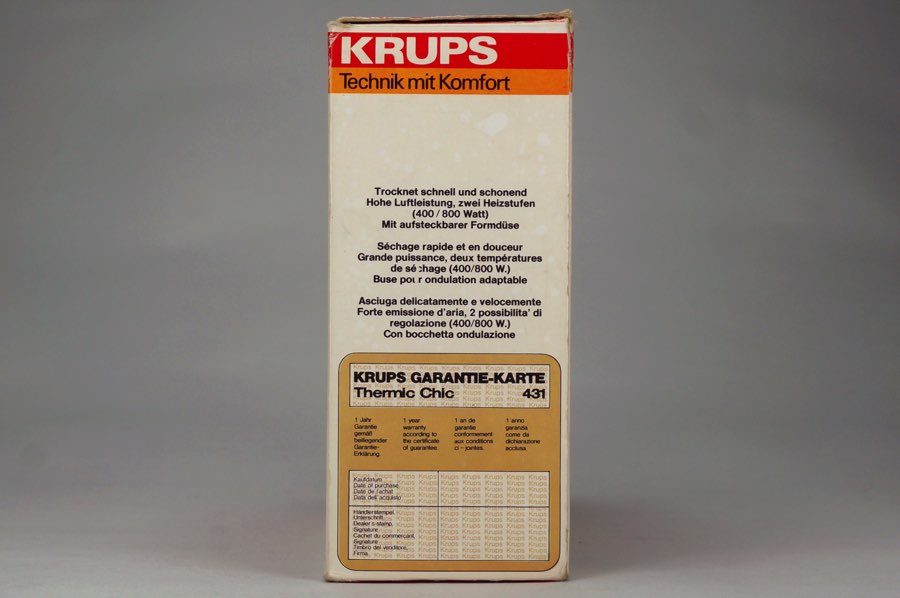 KRUPS
Technik mit Komfort
Trocknet schnell und schonend
Hohe Luftleistung, zwei Heizstufen
(400 / 800 Watt)
Mit aufsteckbarer Formdüse
Séchage rapide et en douceur
Grande puissance, deux températures
de séchage (400/800 W.)
Buse pour ondulation adaptable
Asciuga delicatamente e velocemente
Forte emissione d'aria, 2 possibilita' di
regolazione (400/800 W.)
Con bocchetta ondulazione
KRUPS GARANTIE-KARTE
Thermic Chic 431
1 Jahr
Garantie
gemäß
beiliegender
Garantie-
Erklärung.
1 year
warranty
according to
the certificate
of guarantee.
1 an de
garantie
conformement
aux conditions
ci - jointes.
1 anno
garanzia
come da
dichiarazione
acclusa.
Kaufdatum
Date of purchase
Date de l'achat
Data dell'acquisto
Händlerstempel,
Unterschrift
Dealer's stamp,
Signature
Cachet du commerçant,
Signature
Timbro del venditore,
Firma